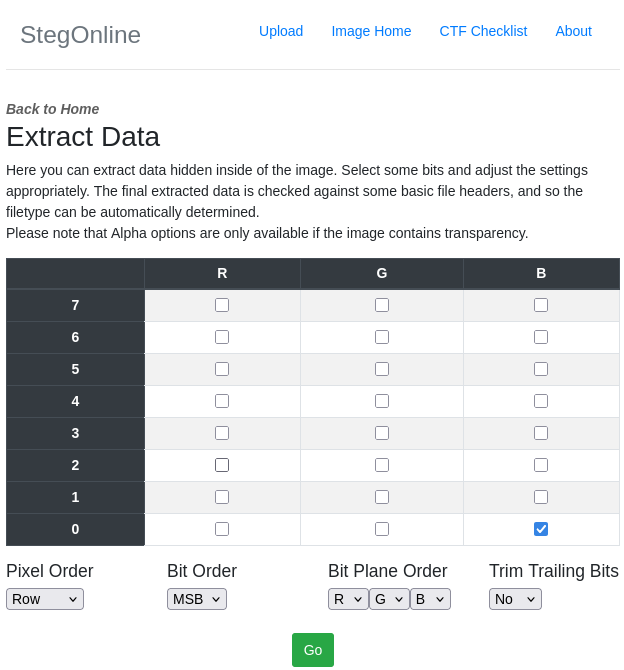 StegOnline Upload Image Home CTF Checklist About
Back to Home
Extract Data
Here you can extract data hidden inside of the image. Select some bits and adjust the settings
appropriately. The final extracted data is checked against some basic file headers, and so the
filetype can be automatically determined.
Please note that Alpha options are only available if the image contains transparency.
R G B
7
6
5
4
3
2
1
0
Pixel Order Bit Order Bit Plane Order Trim Trailing Bits
Row MSB R G B No
Go